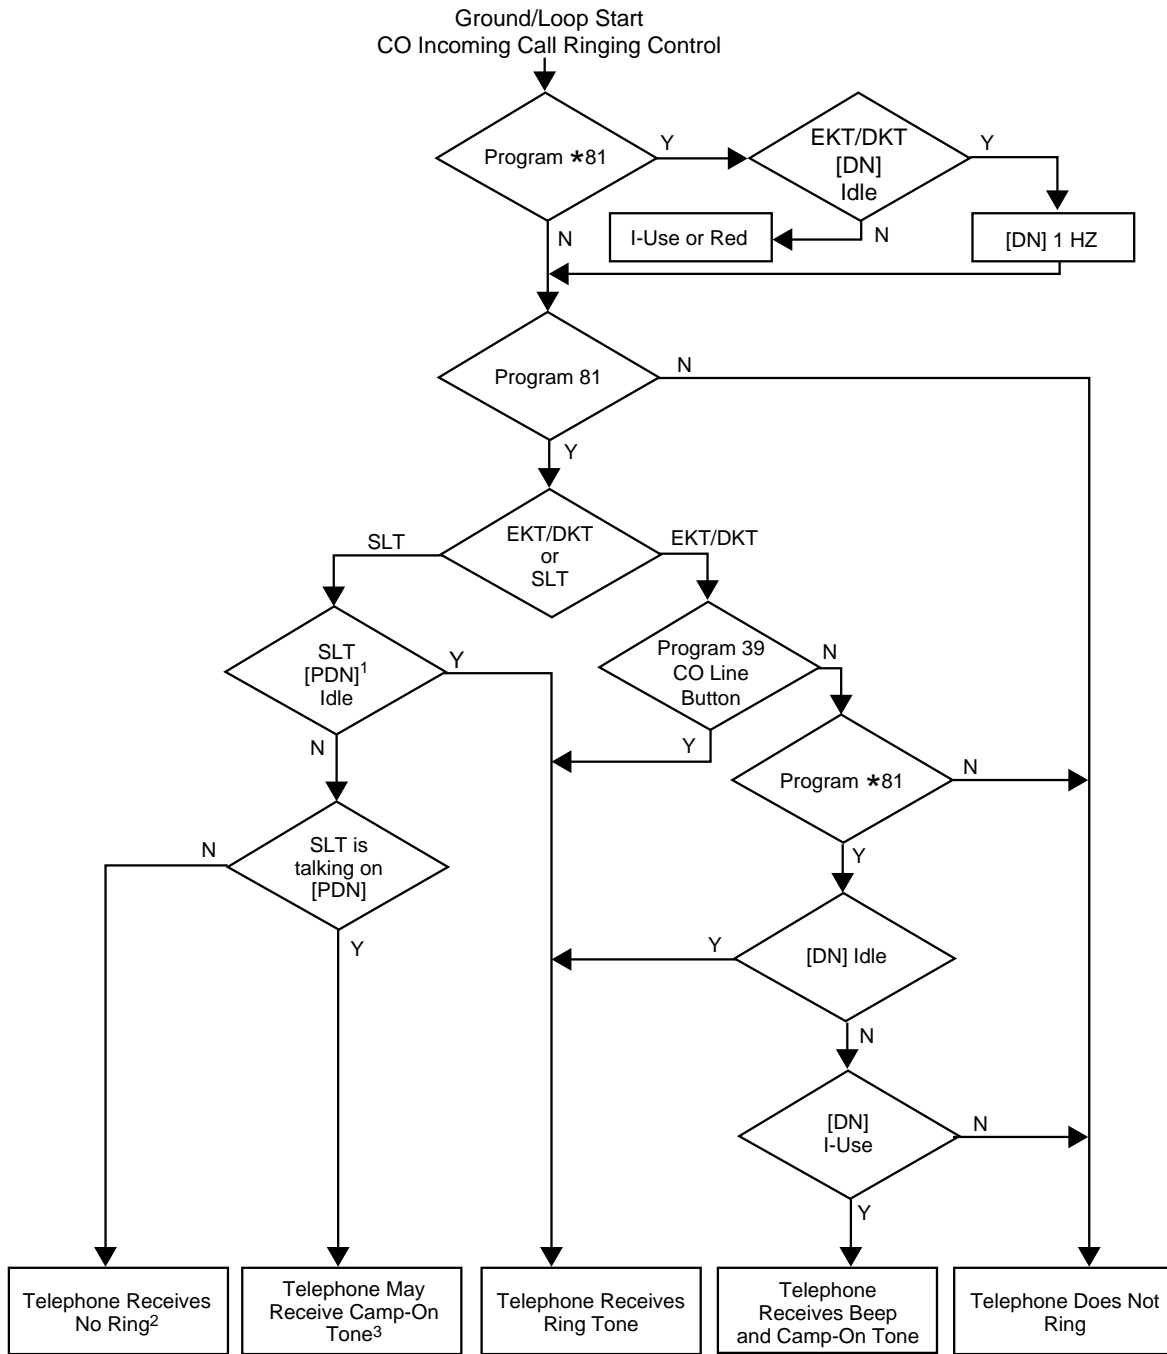 Ground/Loop Start
CO Incoming Call Ringing Control
Program *81
Y
EKT/DKT
[DN]
Idle
Y
N
I-Use or Red
N
[DN] 1 HZ
Program 81
N
Y
SLT
EKT/DKT
or
SLT
EKT/DKT
SLT
[PDN]1
Idle
Y
N
Program 39
CO Line
Button
N
Y
Program *81
N
Y
SLT is
talking on
[PDN]
N
Y
[DN] Idle
Y
N
[DN]
I-Use
N
Y
Telephone Receives
No Ring2
Telephone May
Receive Camp-On
Tone3
Telephone Receives
Ring Tone
Telephone
Receives Beep
and Camp-On Tone
Telephone Does Not
Ring